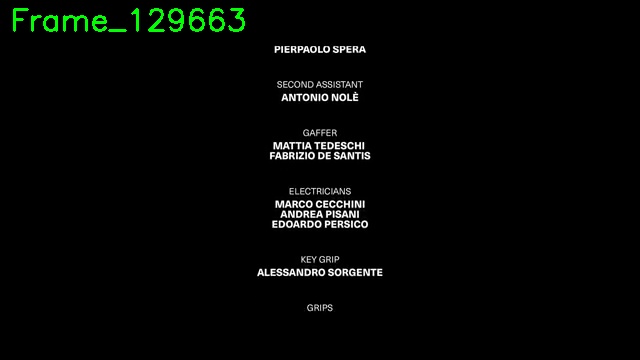 Frame_129663
PIERPAOLO SPERA
SECOND ASSISTANT
ANTONIO NOLÈ
GAFFER
MATTIA TEDESCHI
FABRIZIO DE SANTIS
ELECTRICIANS
MARCO CECCHINI
ANDREA PISANI
EDOARDO PERSICO
KEY GRIP
ALESSANDRO SORGENTE
GRIPS